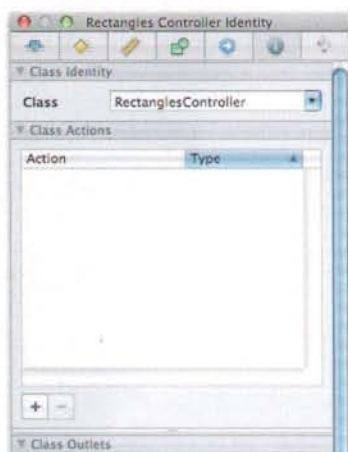 Rectangles Controller Identity
Class Identity
Class RectanglesController
Class Actions
Action Type
+ −
Class Outlets